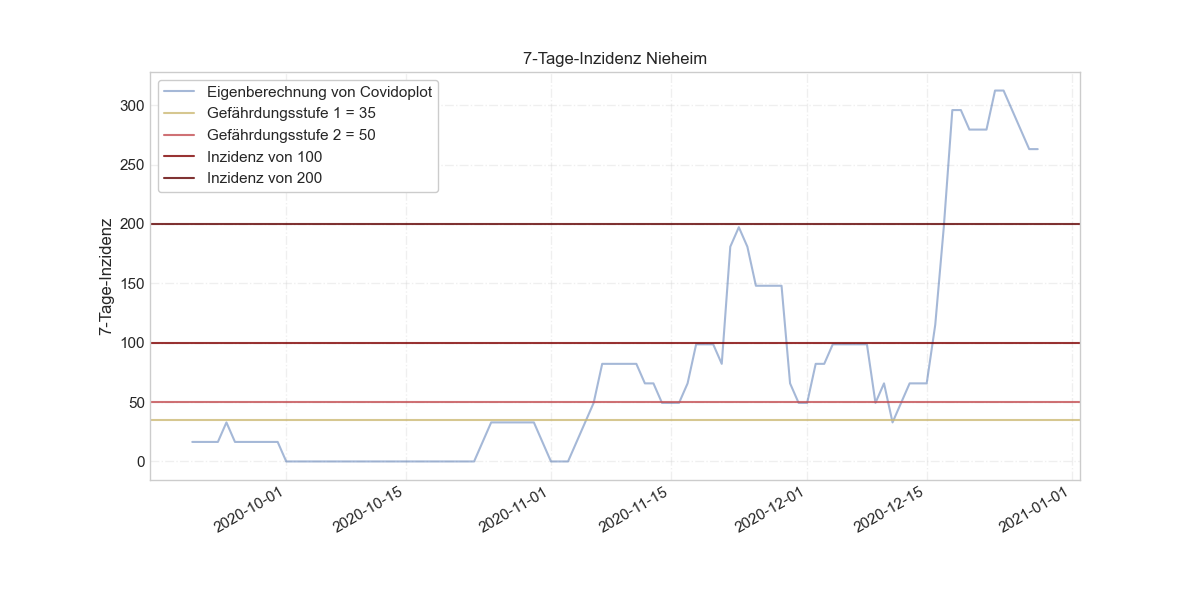 7-Tage-Inzidenz Nieheim
Eigenberechnung von Covidoplot
Gefährdungsstufe 1 = 35
Gefährdungsstufe 2 = 50
Inzidenz von 100
Inzidenz von 200
7-Tage-Inzidenz
300
250
200
150
100
50
0
2020-10-01
2020-10-15
2020-11-01
2020-11-15
2020-12-01
2020-12-15
2021-01-01